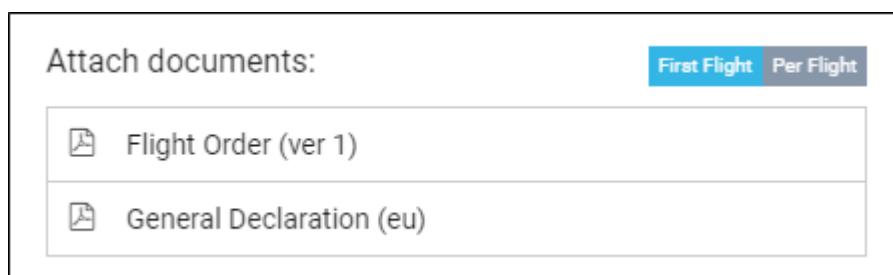 Attach documents:
First Flight Per Flight
Flight Order (ver 1)
General Declaration (eu)